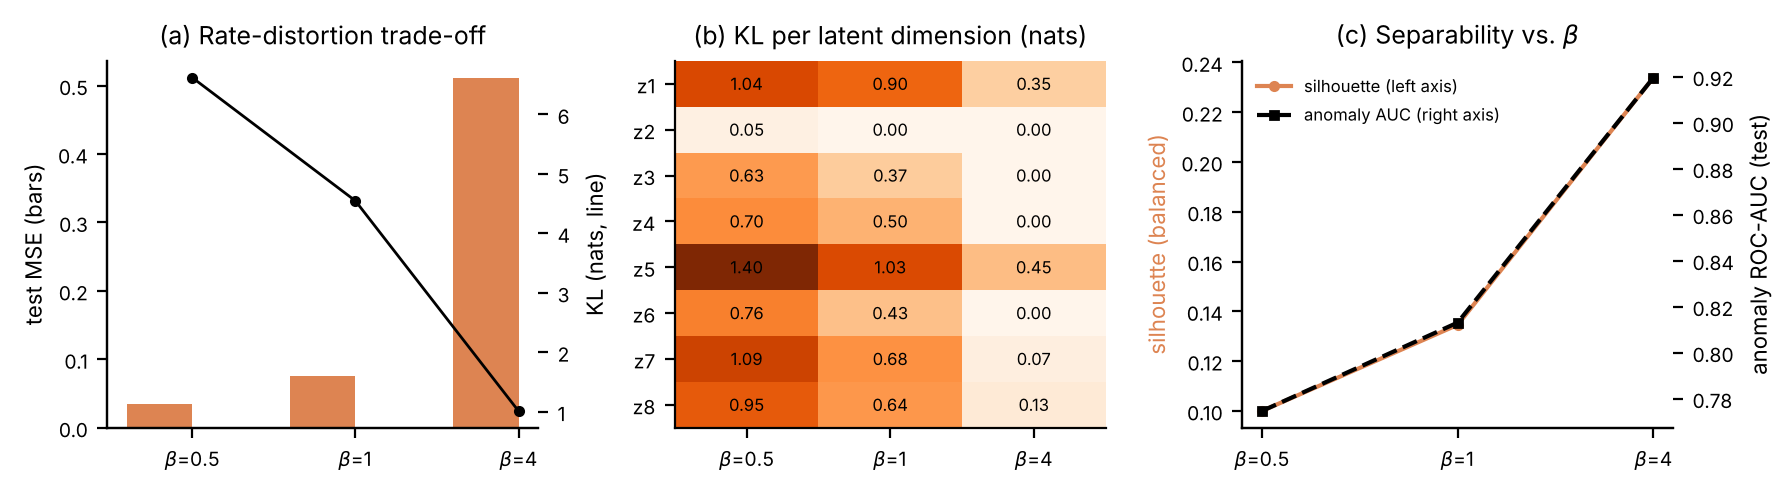 (a) Rate-distortion trade-off
test MSE (bars)
0.5
0.4
0.3
0.2
0.1
0.0
6
5
4
3
2
1
KL (nats, line)
β=0.5
β=1
β=4
(b) KL per latent dimension (nats)
z1 1.04 0.90 0.35
z2 0.05 0.00 0.00
z3 0.63 0.37 0.00
z4 0.70 0.50 0.00
z5 1.40 1.03 0.45
z6 0.76 0.43 0.00
z7 1.09 0.68 0.07
z8 0.95 0.64 0.13
β=0.5
β=1
β=4
(c) Separability vs. β
silhouette (balanced)
0.24
0.22
0.20
0.18
0.16
0.14
0.12
0.10
silhouette (left axis)
anomaly AUC (right axis)
0.92
0.90
0.88
0.86
0.84
0.82
0.80
0.78
anomaly ROC-AUC (test)
β=0.5
β=1
β=4